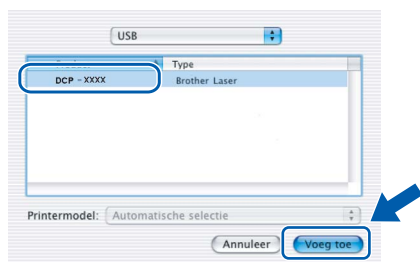 USB
Type
DCP - XXXX Brother Laser
Printermodel: Automatische selectie
Annuleer Voeg toe